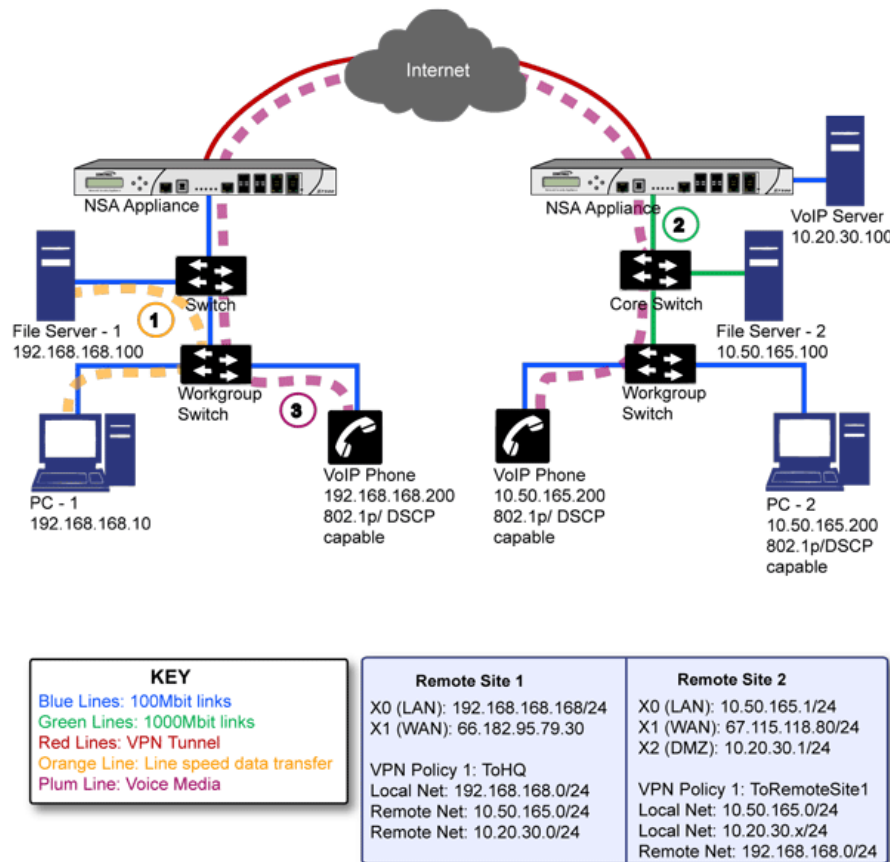 Internet
NSA Appliance
NSA Appliance
VoIP Server
10.20.30.100
2
Switch
Core Switch
1
File Server - 1
192.168.168.100
File Server - 2
10.50.165.100
Workgroup
Switch
3
Workgroup
Switch
PC - 1
192.168.168.10
VoIP Phone
192.168.168.200
802.1p/ DSCP
capable
VoIP Phone
10.50.165.200
802.1p/ DSCP
capable
PC - 2
10.50.165.200
802.1p/DSCP
capable
KEY
Blue Lines: 100Mbit links
Green Lines: 1000Mbit links
Red Lines: VPN Tunnel
Orange Line: Line speed data transfer
Plum Line: Voice Media
Remote Site 1
X0 (LAN): 192.168.168.168/24
X1 (WAN): 66.182.95.79.30
VPN Policy 1: ToHQ
Local Net: 192.168.168.0/24
Remote Net: 10.50.165.0/24
Remote Net: 10.20.30.0/24
Remote Site 2
X0 (LAN): 10.50.165.1/24
X1 (WAN): 67.115.118.80/24
X2 (DMZ): 10.20.30.1/24
VPN Policy 1: ToRemoteSite1
Local Net: 10.50.165.0/24
Local Net: 10.20.30.x/24
Remote Net: 192.168.168.0/24